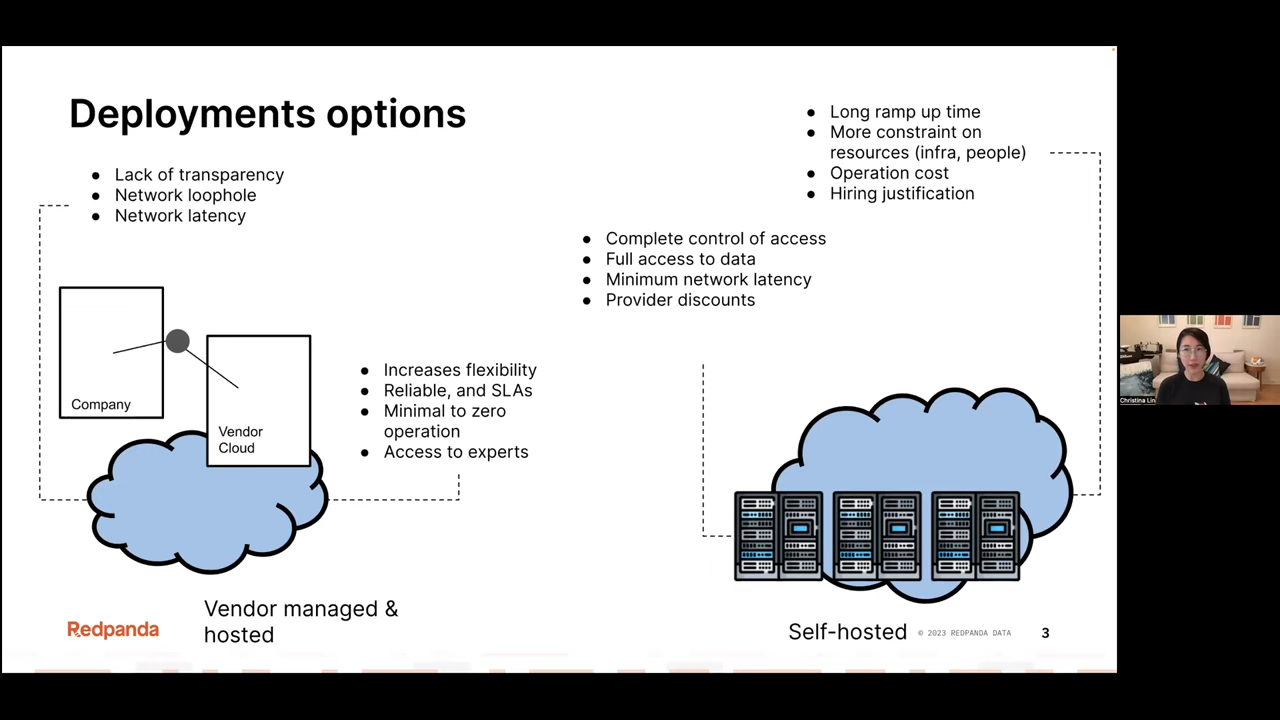 Deployments options
● Lack of transparency
● Network loophole
● Network latency
● Long ramp up time
● More constraint on
resources (infra, people)
● Operation cost
● Hiring justification
● Complete control of access
● Full access to data
● Minimum network latency
● Provider discounts
Company
Vendor
Cloud
● Increases flexibility
● Reliable, and SLAs
● Minimal to zero
operation
● Access to experts
Christina Lin
Redpanda
Vendor managed &
hosted
Self-hosted
© 2023 REDPANDA DATA
3